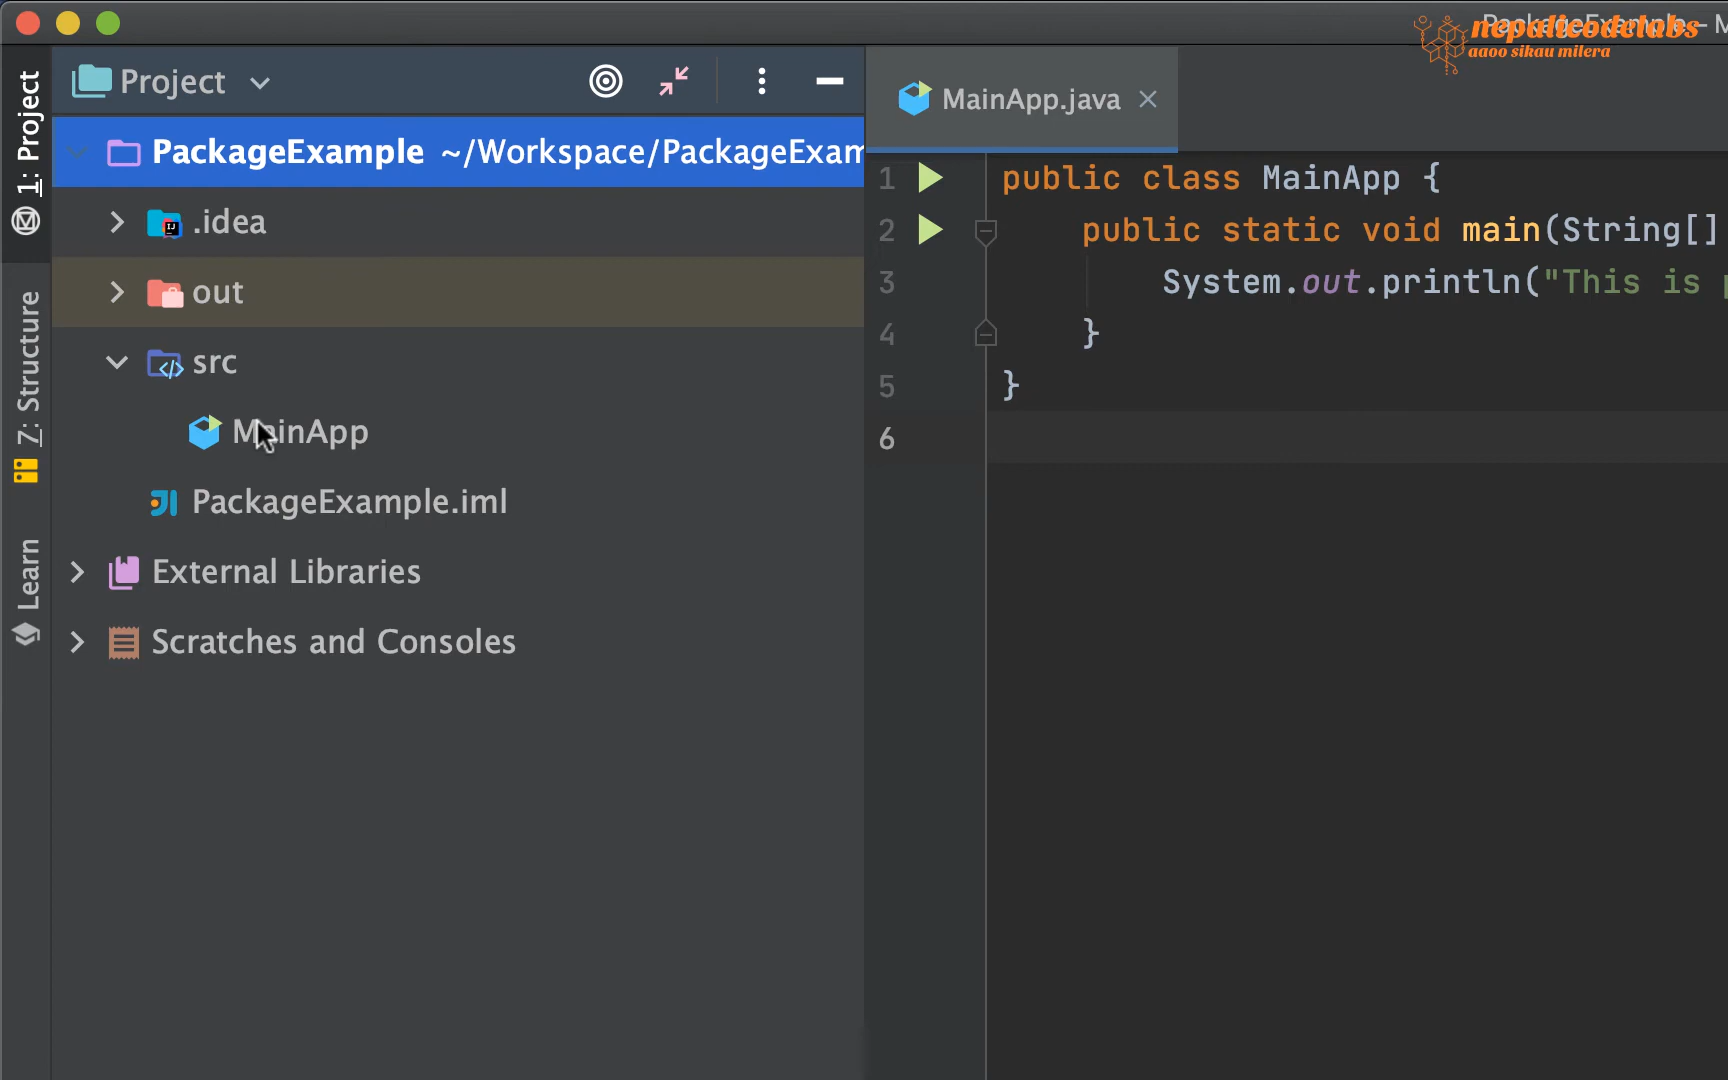 nepalicodelabs
aaoo sikau milera
1: Project
7: Structure
Learn
Project
PackageExample ~/Workspace/PackageExam
.idea
out
src
MainApp
PackageExample.iml
External Libraries
Scratches and Consoles
MainApp.java
1 public class MainApp {
2 public static void main(String[]
3 System.out.println("This is
4 }
5 }
6